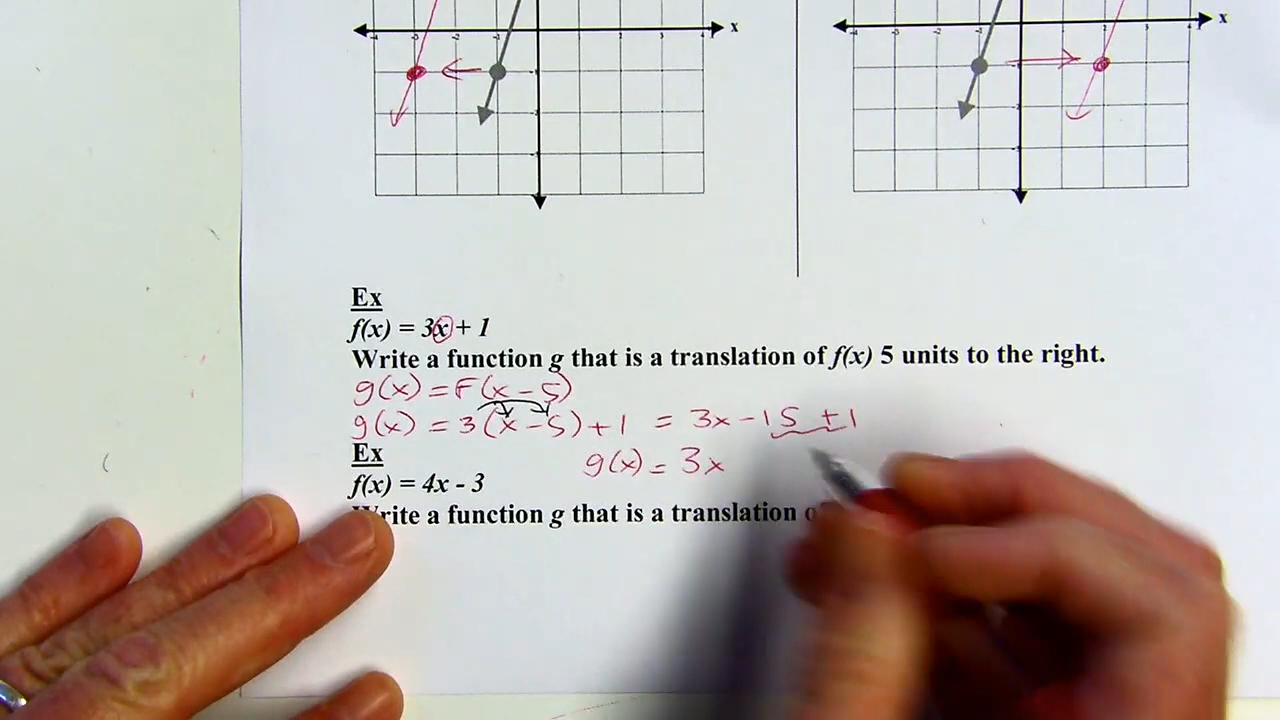 x
x
Ex
f(x) = 3x + 1
Write a function g that is a translation of f(x) 5 units to the right.
g(x) = F(x - 5)
g(x) = 3(x - 5) + 1 = 3x - 15 + 1
Ex
g(x) = 3x
f(x) = 4x - 3
Write a function g that is a translation